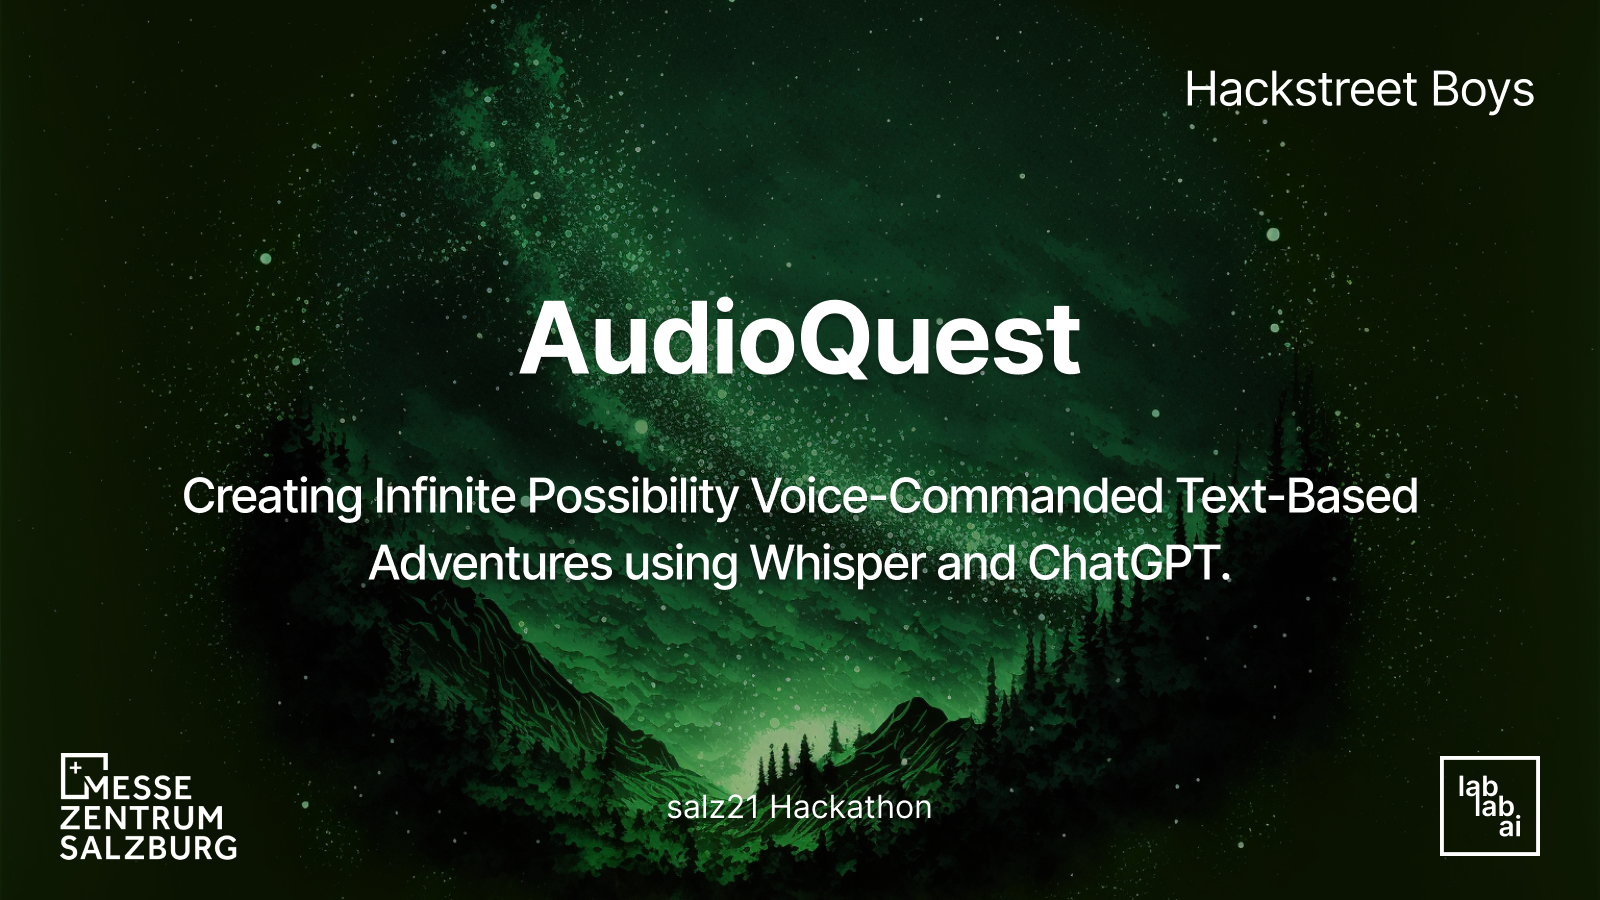 Hackstreet Boys
AudioQuest
Creating Infinite Possibility Voice-Commanded Text-Based
Adventures using Whisper and ChatGPT.
salz21 Hackathon
MESSE
ZENTRUM
SALZBURG
lab
lab
ai